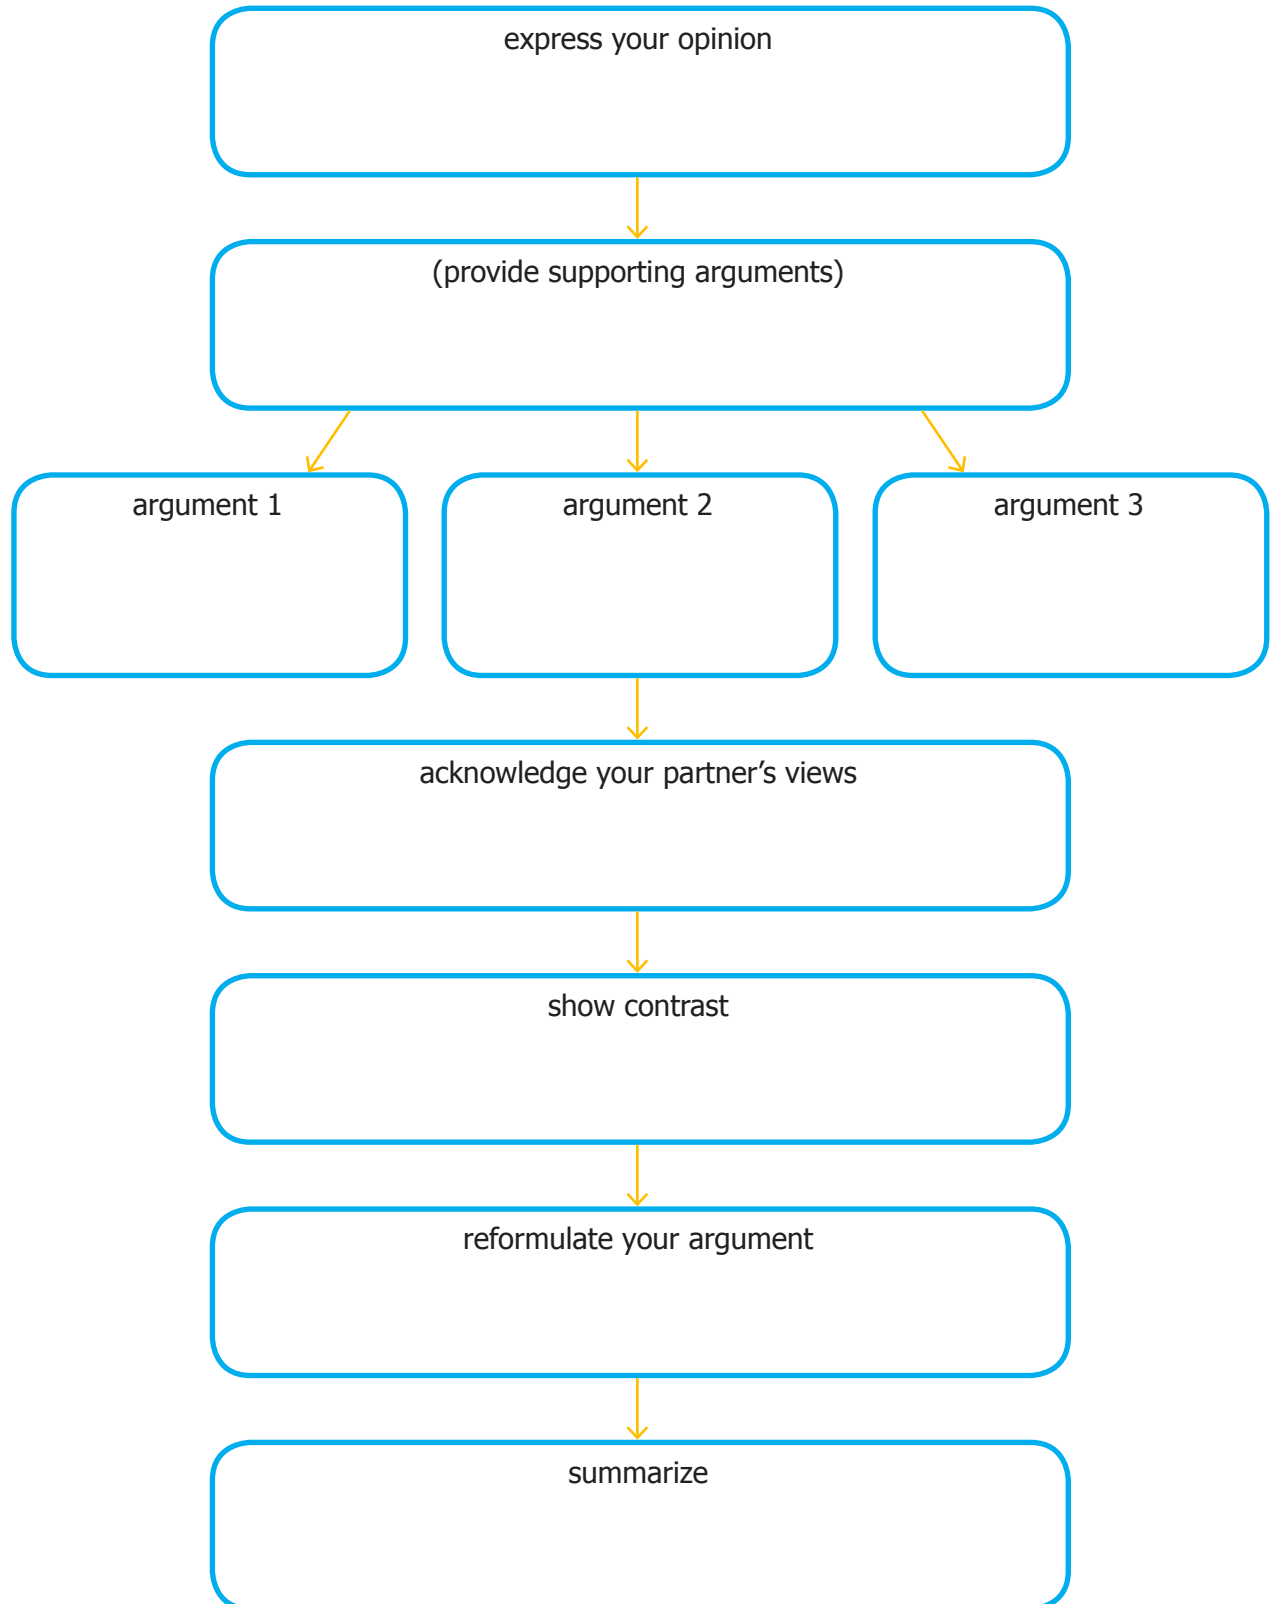 express your opinion
(provide supporting arguments)
argument 1
argument 2
argument 3
acknowledge your partner’s views
show contrast
reformulate your argument
summarize